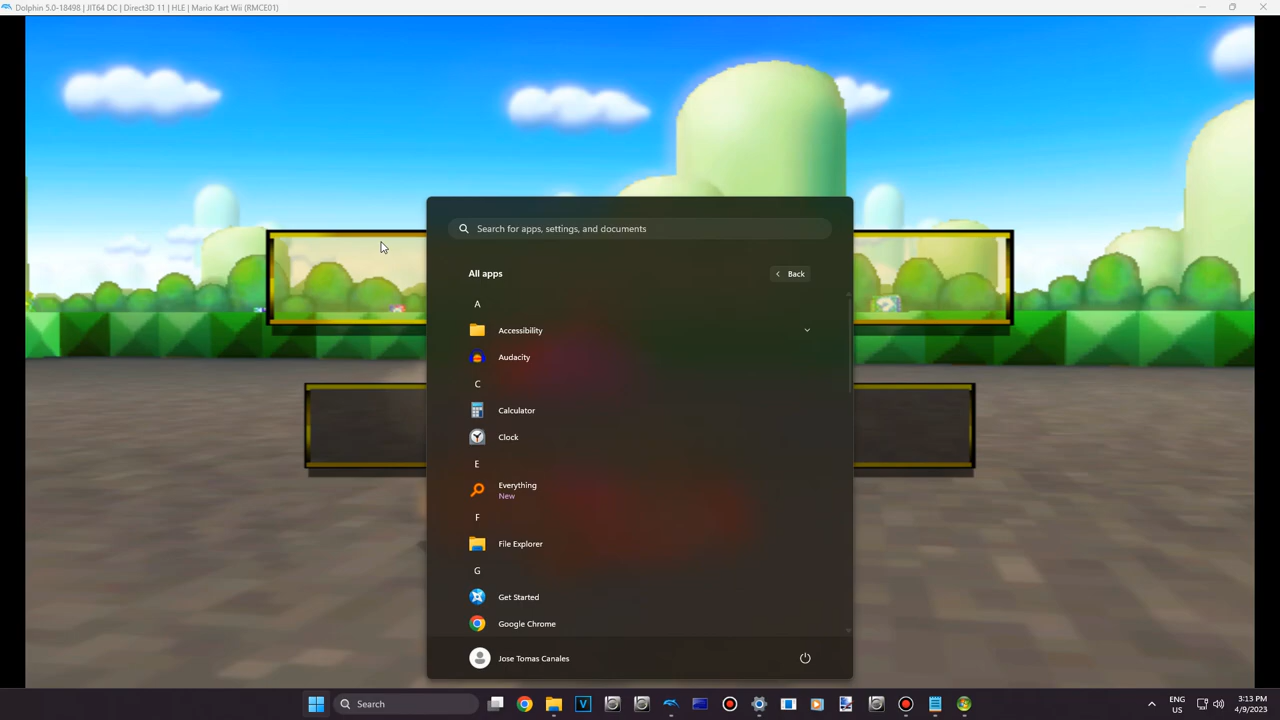 Dolphin 5.0-18498 | JIT64 DC | Direct3D 11 | HLE | Mario Kart Wii (RMCE01)
Search for apps, settings, and documents
All apps
Back
A
Accessibility
Audacity
C
Calculator
Clock
E
Everything
New
F
File Explorer
G
Get Started
Google Chrome
Jose Tomas Canales
Search
ENG
US
3:13 PM
4/9/2023